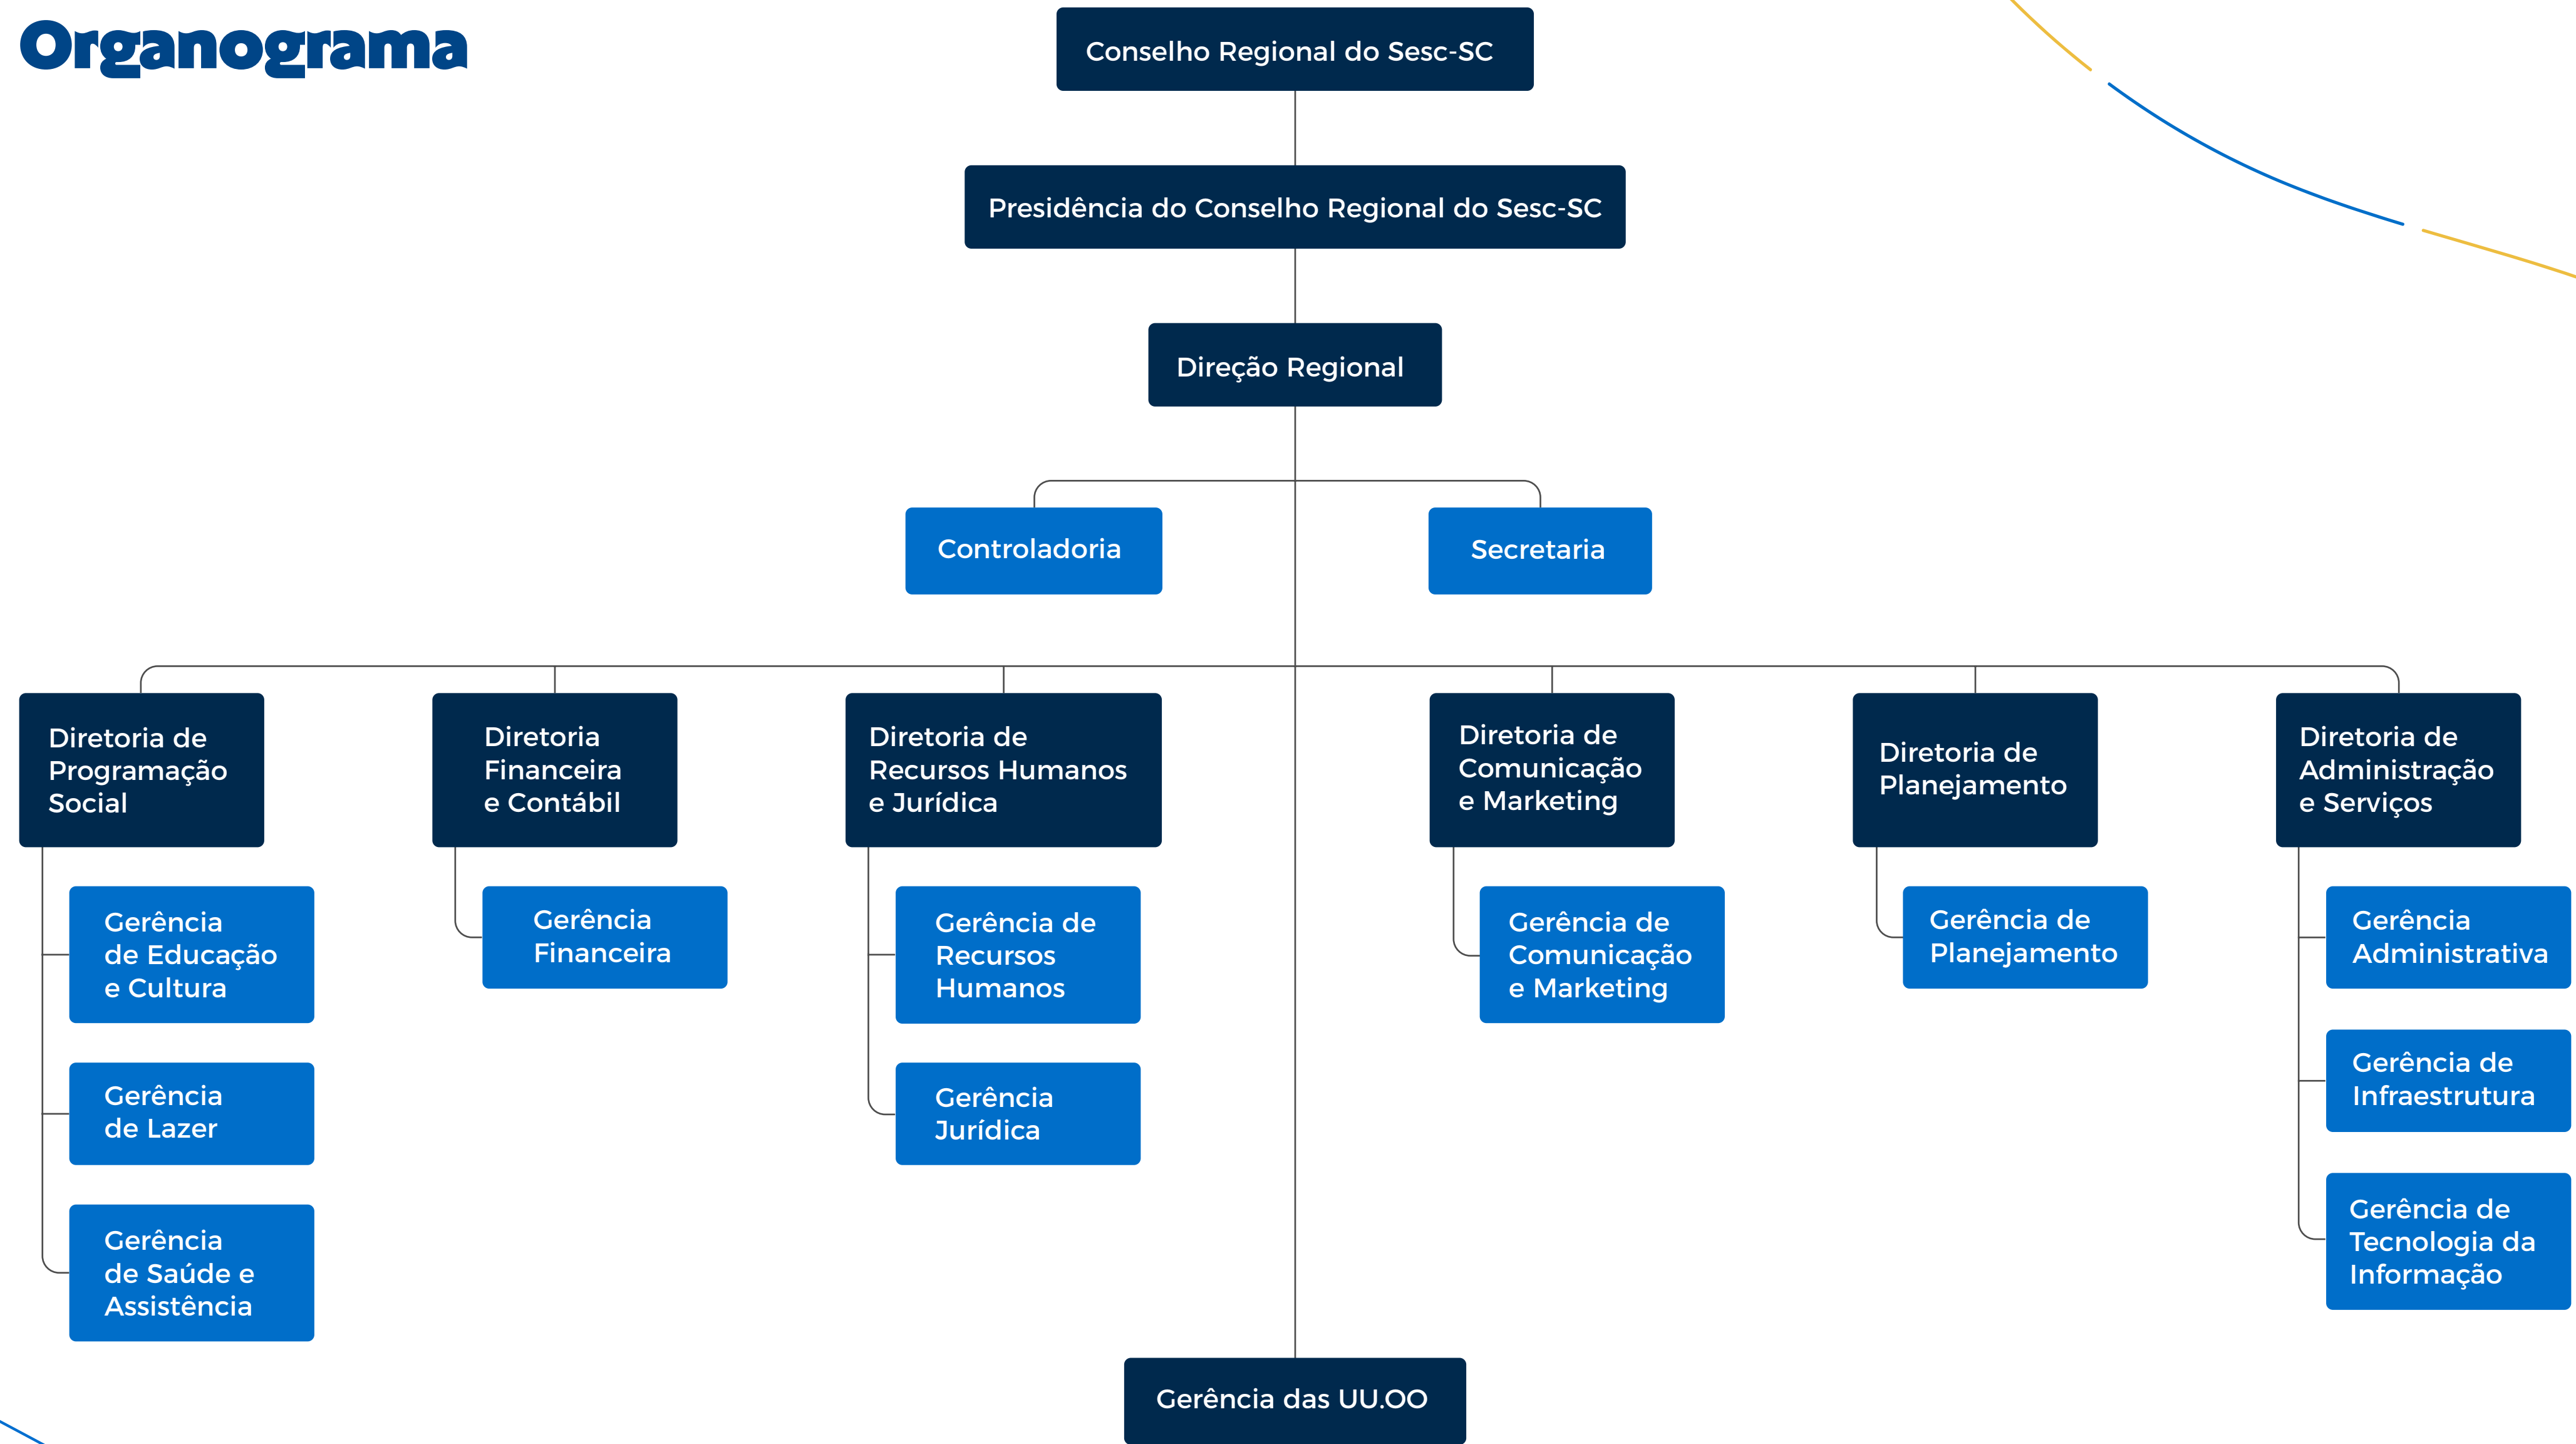 Organograma
Conselho Regional do Sesc-SC
Presidência do Conselho Regional do Sesc-SC
Direção Regional
Controladoria
Secretaria
Diretoria de
Programação
Social
Gerência
de Educação
e Cultura
Gerência
de Lazer
Gerência
de Saúde e
Assistência
Diretoria
Financeira
e Contábil
Gerência
Financeira
Diretoria de
Recursos Humanos
e Jurídica
Gerência de
Recursos
Humanos
Gerência
Jurídica
Diretoria de
Comunicação
e Marketing
Gerência de
Comunicação
e Marketing
Diretoria de
Planejamento
Gerência de
Planejamento
Diretoria de
Administração
e Serviços
Gerência
Administrativa
Gerência de
Infraestrutura
Gerência de
Tecnologia da
Informação
Gerência das UU.OO